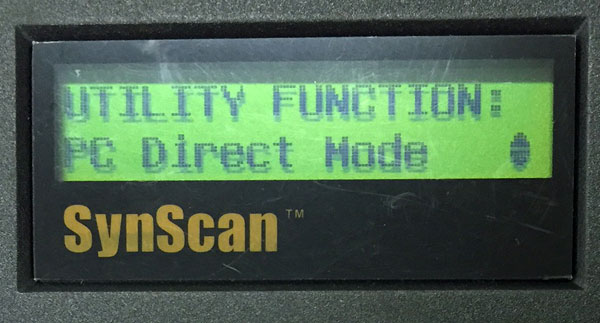 UTILITY FUNCTION:
PC Direct Mode
SynScan™